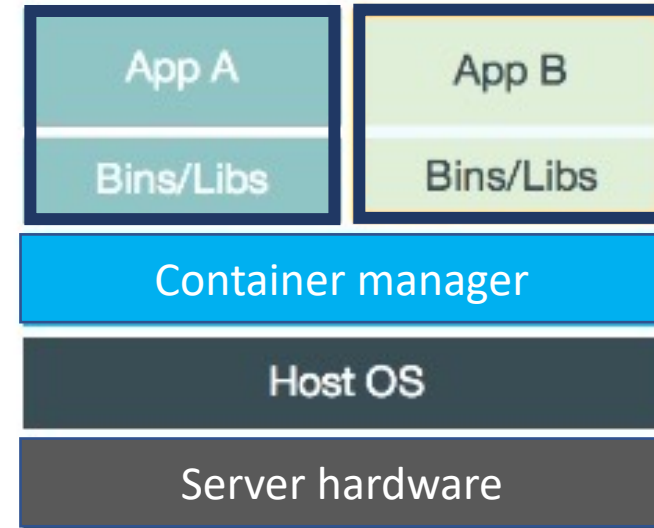 App A
App B
Bins/Libs
Bins/Libs
Container manager
Host OS
Server hardware